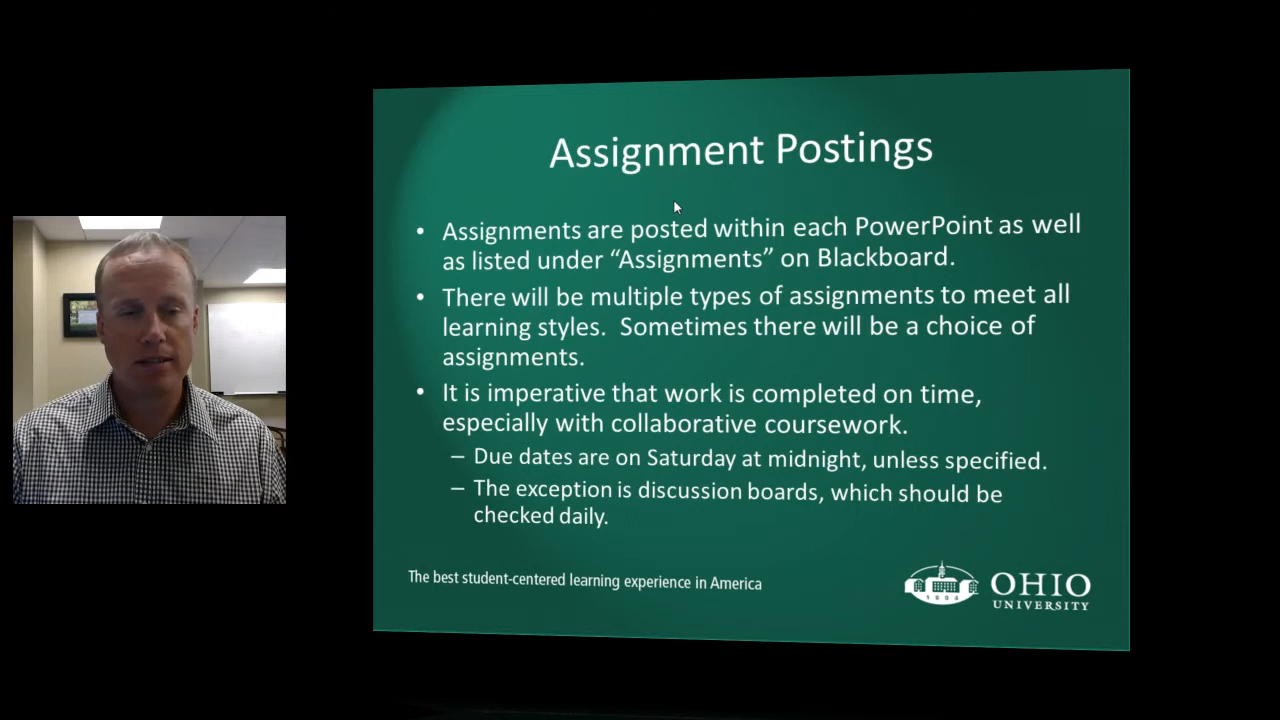 Assignment Postings
• Assignments are posted within each PowerPoint as well
as listed under “Assignments” on Blackboard.
• There will be multiple types of assignments to meet all
learning styles.  Sometimes there will be a choice of
assignments.
• It is imperative that work is completed on time,
especially with collaborative coursework.
– Due dates are on Saturday at midnight, unless specified.
– The exception is discussion boards, which should be
checked daily.
The best student-centered learning experience in America
1804
OHIO
UNIVERSITY